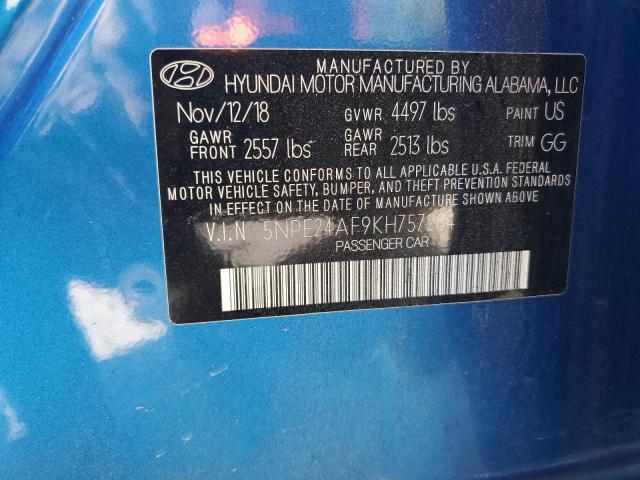 MANUFACTURED BY
HYUNDAI MOTOR MANUFACTURING ALABAMA, LLC
Nov/12/18 GVWR 4497 lbs PAINT US
GAWR FRONT 2557 lbs GAWR REAR 2513 lbs TRIM GG
THIS VEHICLE CONFORMS TO ALL APPLICABLE U.S.A. FEDERAL
MOTOR VEHICLE SAFETY, BUMPER, AND THEFT PREVENTION STANDARDS
IN EFFECT ON THE DATE OF MANUFACTURE SHOWN ABOVE.
V.I.N 5NPE24AF9KH757264
PASSENGER CAR